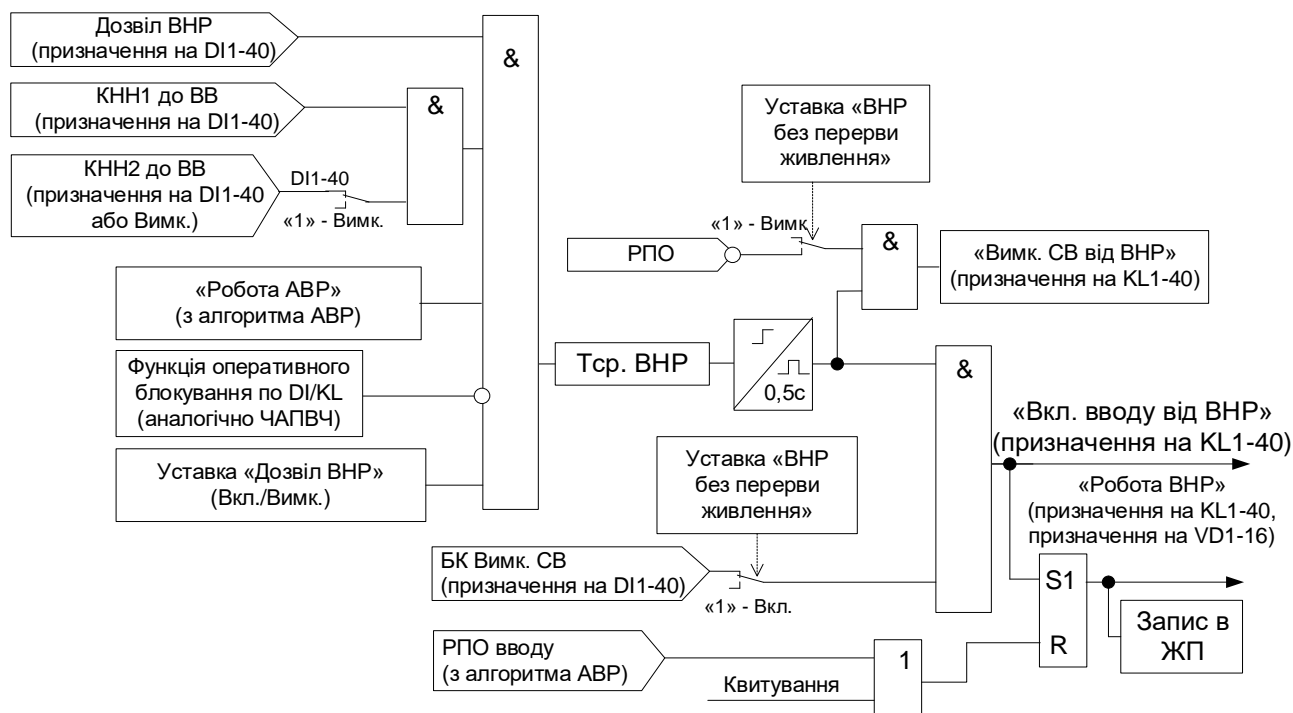 Дозвіл ВНР
(призначення на DI1-40)
&
КНН1 до ВВ
(призначення на DI1-40)
&
КНН2 до ВВ
(призначення на DI1-40
або Вимк.)
DI1-40
«1» - Вимк.
Уставка «ВНР
без перерви
живлення»
«1» - Вимк
РПО
&
«Вимк. СВ від ВНР»
(призначення на KL1-40)
«Робота АВР»
(з алгоритма АВР)
Функція оперативного
блокування по DI/KL
(аналогічно ЧАПВЧ)
Уставка «Дозвіл ВНР»
(Вкл./Вимк.)
Тср. ВНР
0,5с
&
«Вкл. вводу від ВНР»
(призначення на KL1-40)
Уставка «ВНР
без перерви
живлення»
«Робота ВНР»
(призначення на KL1-40,
призначення на VD1-16)
БК Вимк. СВ
(призначення на DI1-40)
«1» - Вкл.
S1
R
Запис в
ЖП
РПО вводу
(з алгоритма АВР)
1
Квитування